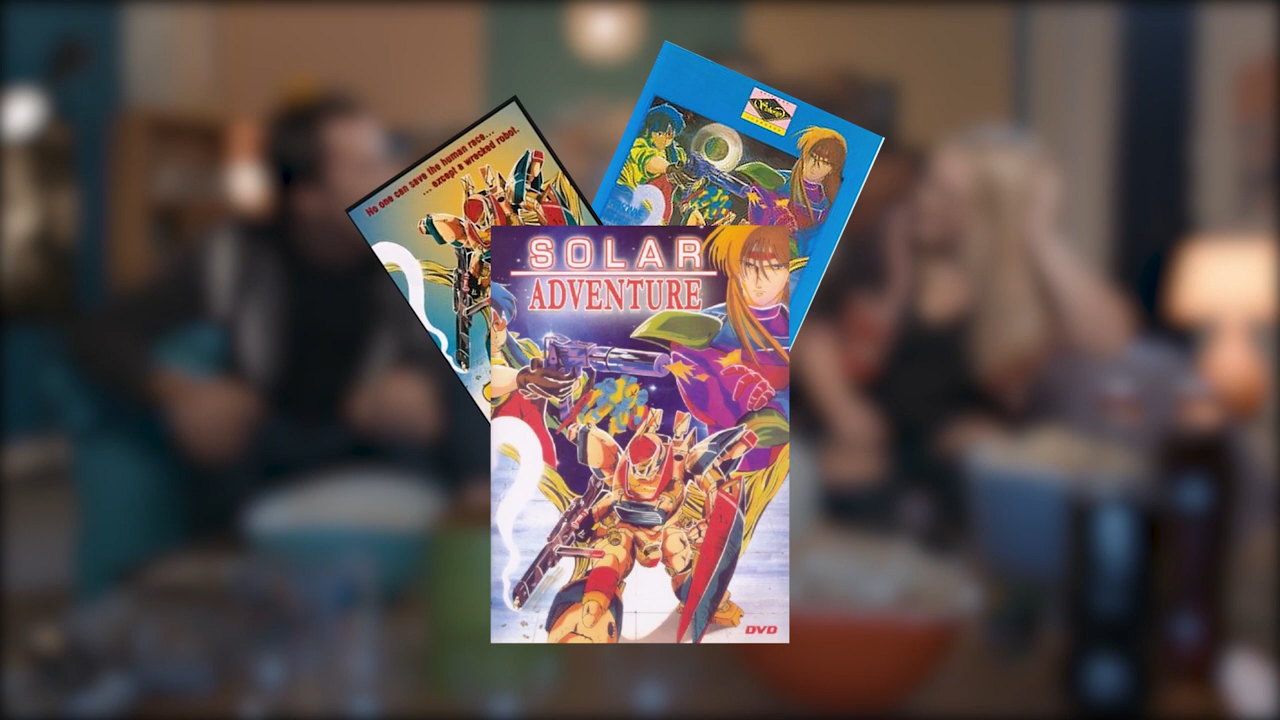 No one can save the human race...
... except a wrecked robot.
SOLAR
ADVENTURE
DVD